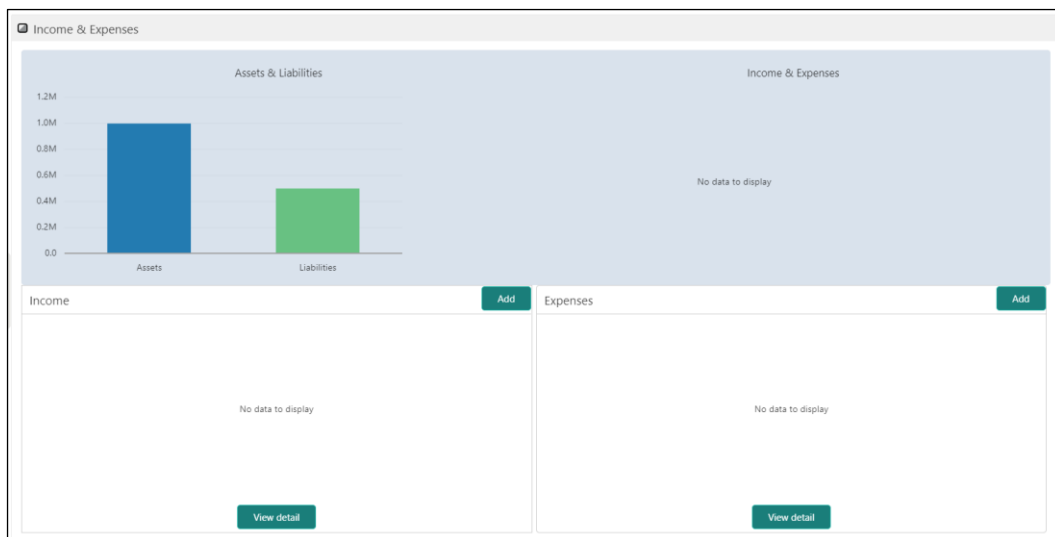 Income & Expenses
Assets & Liabilities
1.2M
1.0M
0.8M
0.6M
0.4M
0.2M
0.0
Assets Liabilities
Income & Expenses
No data to display
Income Add
No data to display
View detail
Expenses Add
No data to display
View detail